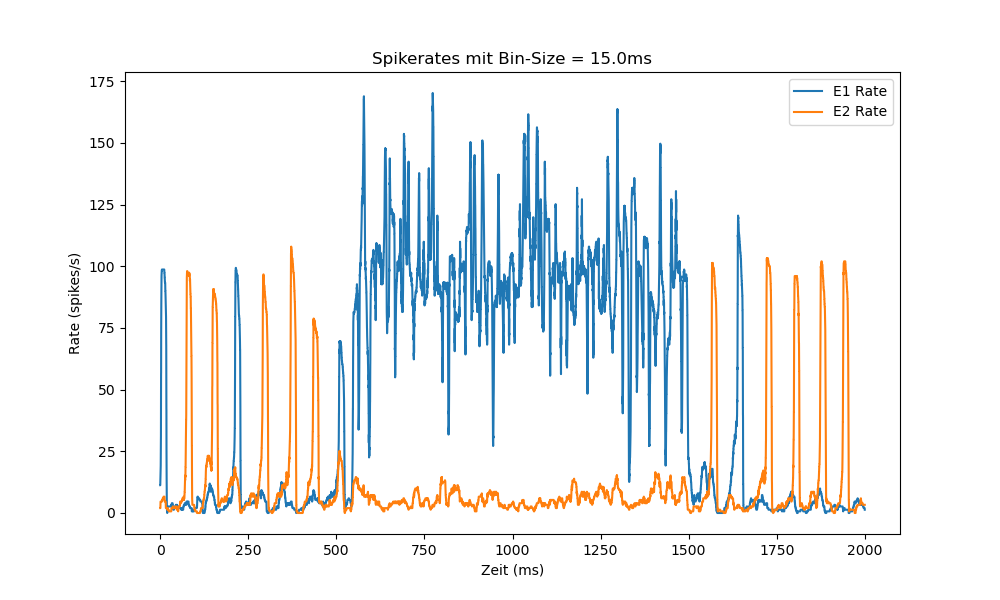 Spikerates mit Bin-Size = 15.0ms
E1 Rate
E2 Rate
Rate (spikes/s)
175
150
125
100
75
50
25
0
0 250 500 750 1000 1250 1500 1750 2000
Zeit (ms)